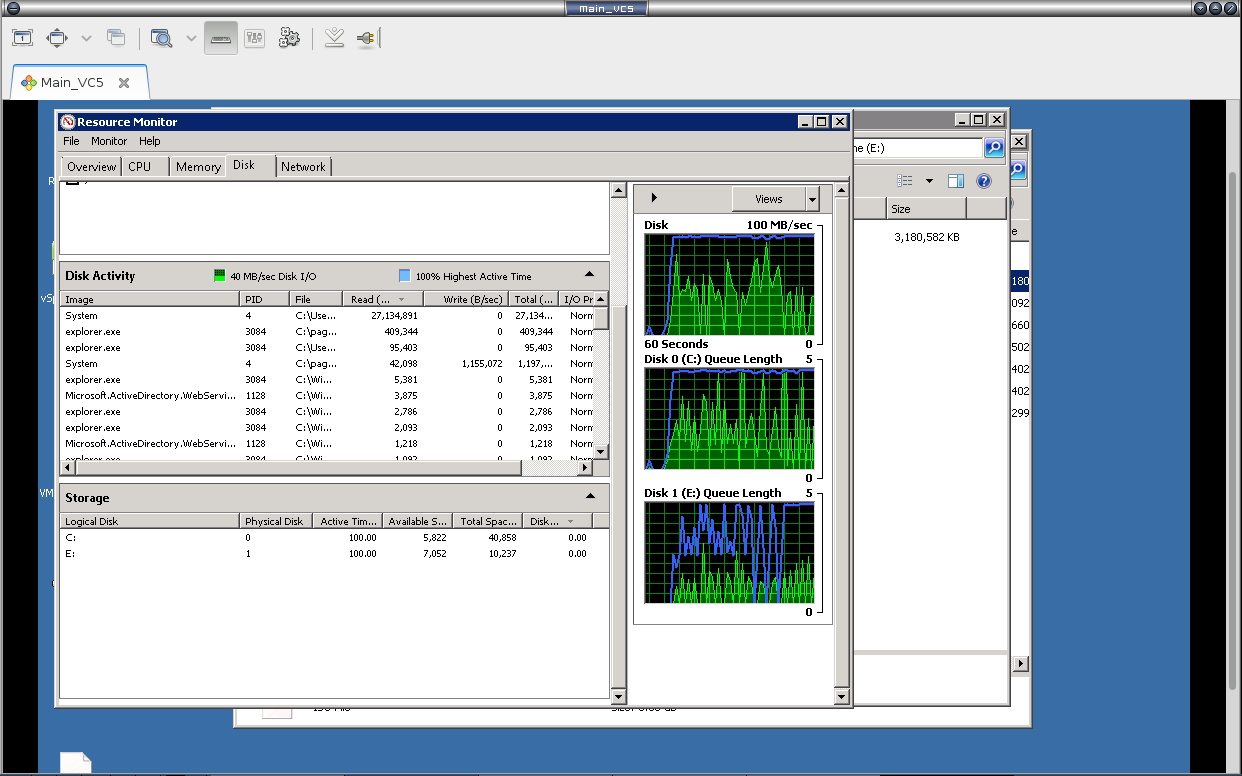 Main_VC5
Main_VC5
Resource Monitor
File Monitor Help
Overview CPU Memory Disk Network
ne (E:)
Views
Size
3,180,582 KB
Disk 100 MB/sec
60 Seconds 0
Disk 0 (C:) Queue Length 5
0
Disk 1 (E:) Queue Length 5
0
Disk Activity 40 MB/sec Disk I/O 100% Highest Active Time
Image PID File Read (... Write (B/sec) Total (... I/O Pr
System 4 C:\Use... 27,134,891 0 27,134... Norm
explorer.exe 3084 C:\pag... 409,344 0 409,344 Norm
explorer.exe 3084 C:\Use... 95,403 0 95,403 Norm
System 4 C:\pag... 42,098 1,155,072 1,197,... Norm
explorer.exe 3084 C:\Wi... 5,381 0 5,381 Norm
Microsoft.ActiveDirectory.WebServi... 1128 C:\Wi... 3,875 0 3,875 Norm
explorer.exe 3084 C:\Wi... 2,786 0 2,786 Norm
explorer.exe 3084 C:\Wi... 2,093 0 2,093 Norm
Microsoft.ActiveDirectory.WebServi... 1128 C:\Wi... 1,218 0 1,218 Norm
explorer.exe 3084 C:\Wi... 1,092 0 1,092 Norm
Storage
Logical Disk Physical Disk Active Tim... Available S... Total Spac... Disk...
C: 0 100.00 5,822 40,858 0.00
E: 1 100.00 7,052 10,237 0.00
e
180
092
660
502
402
402
299
R
vS
VM